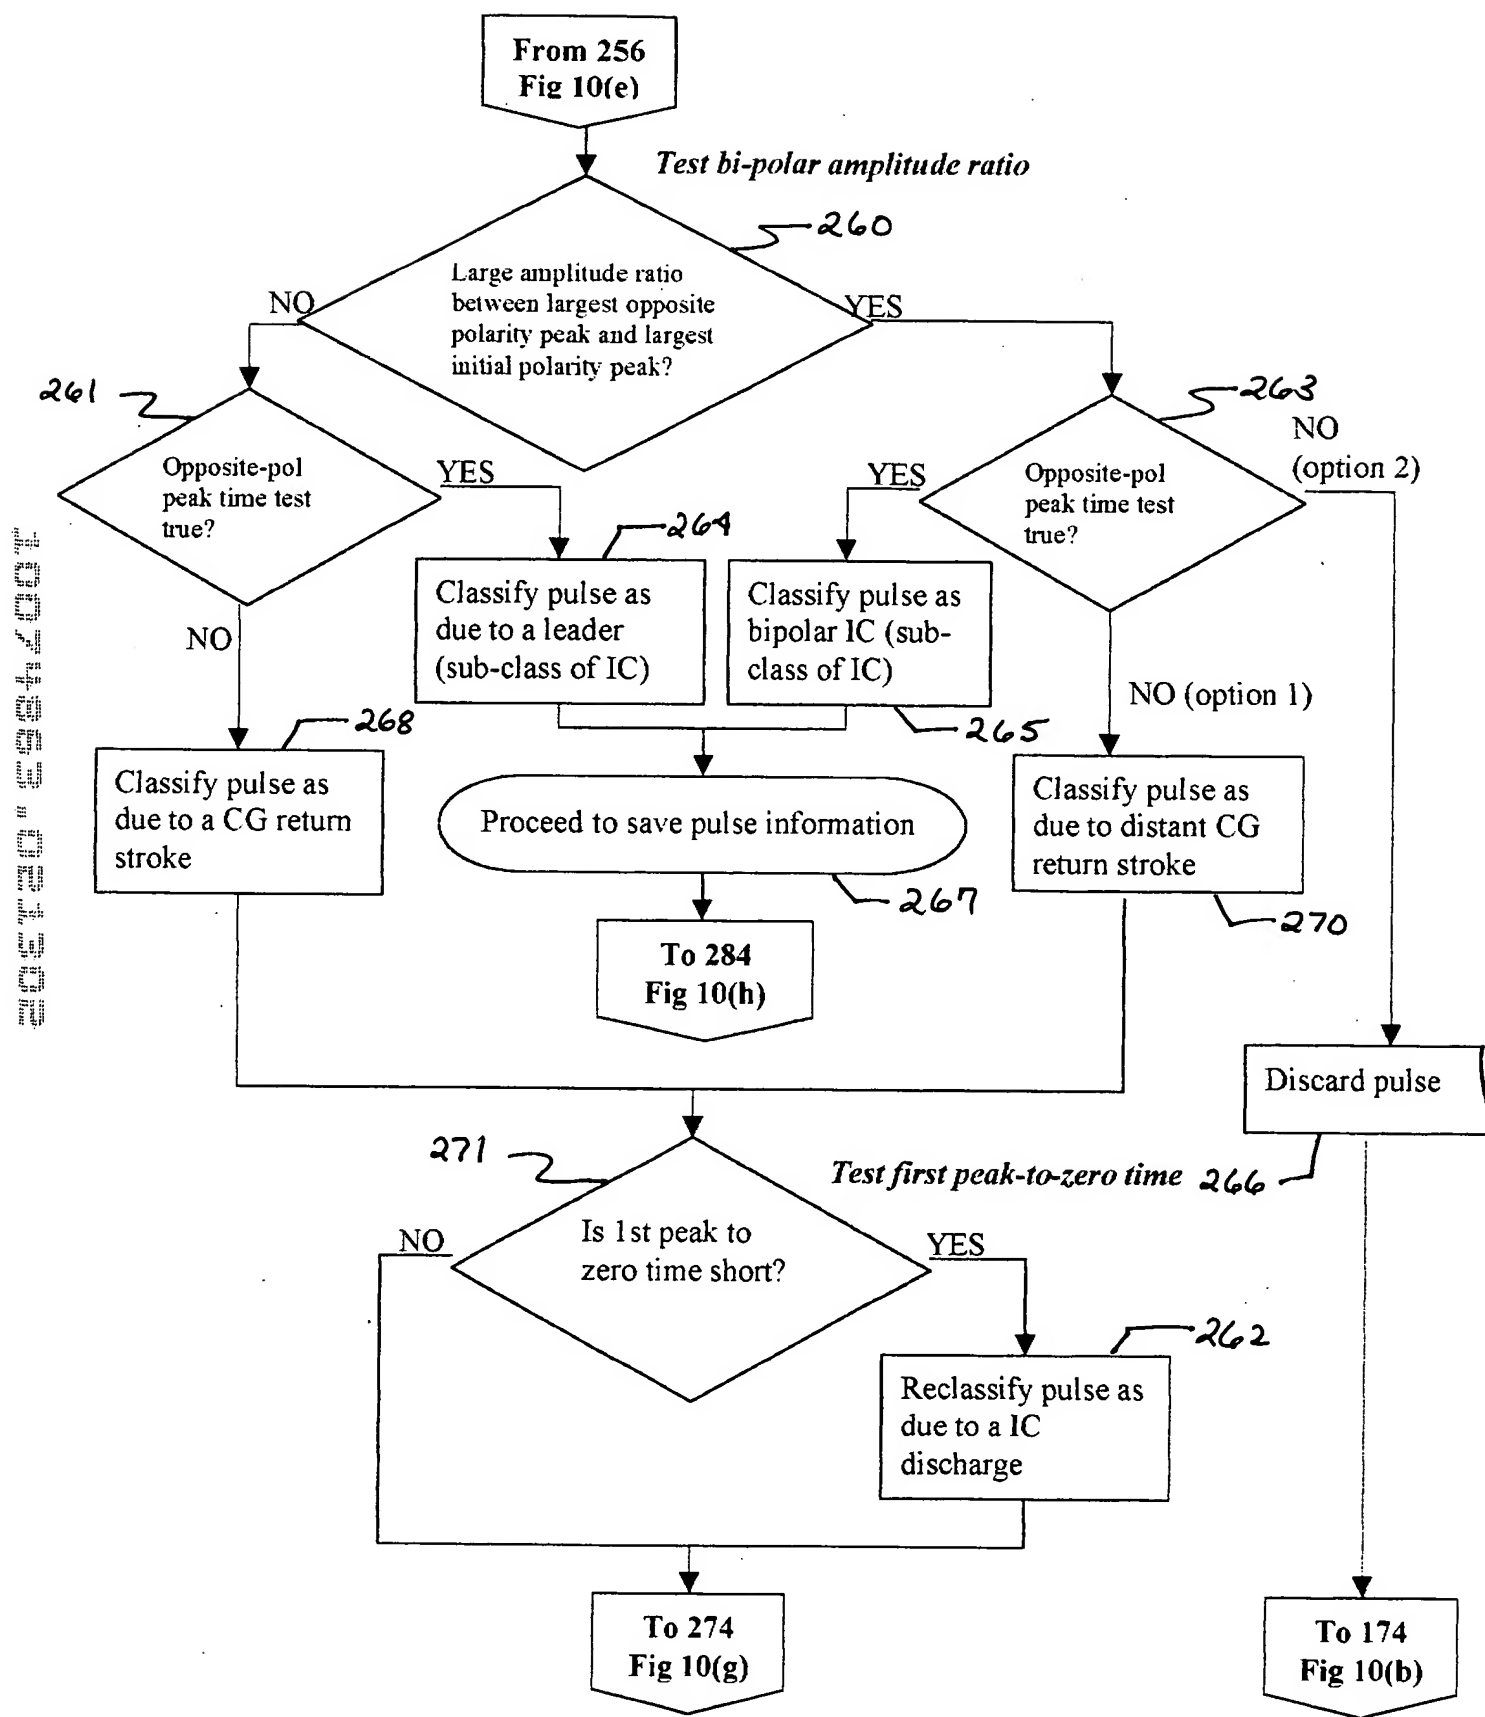 From 256
Fig 10(e)
Test bi-polar amplitude ratio
260
Large amplitude ratio
between largest opposite
polarity peak and largest
initial polarity peak?
NO
YES
261
263
Opposite-pol
peak time test
true?
YES
YES
Opposite-pol
peak time test
true?
NO
(option 2)
264
Classify pulse as
due to a leader
(sub-class of IC)
Classify pulse as
bipolar IC (sub-
class of IC)
NO
NO (option 1)
268
265
Classify pulse as
due to a CG return
stroke
Proceed to save pulse information
Classify pulse as
due to distant CG
return stroke
267
270
To 284
Fig 10(h)
Discard pulse
271
Test first peak-to-zero time
266
Is 1st peak to
zero time short?
NO
YES
262
Reclassify pulse as
due to a IC
discharge
To 274
Fig 10(g)
To 174
Fig 10(b)
10074863.021302